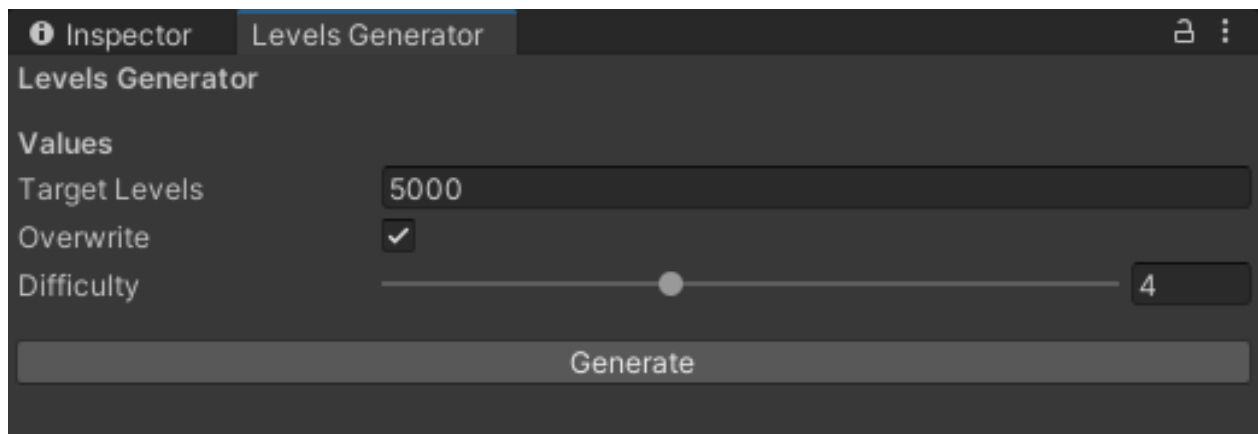 Inspector Levels Generator
Levels Generator
Values
Target Levels 5000
Overwrite
Difficulty 4
Generate